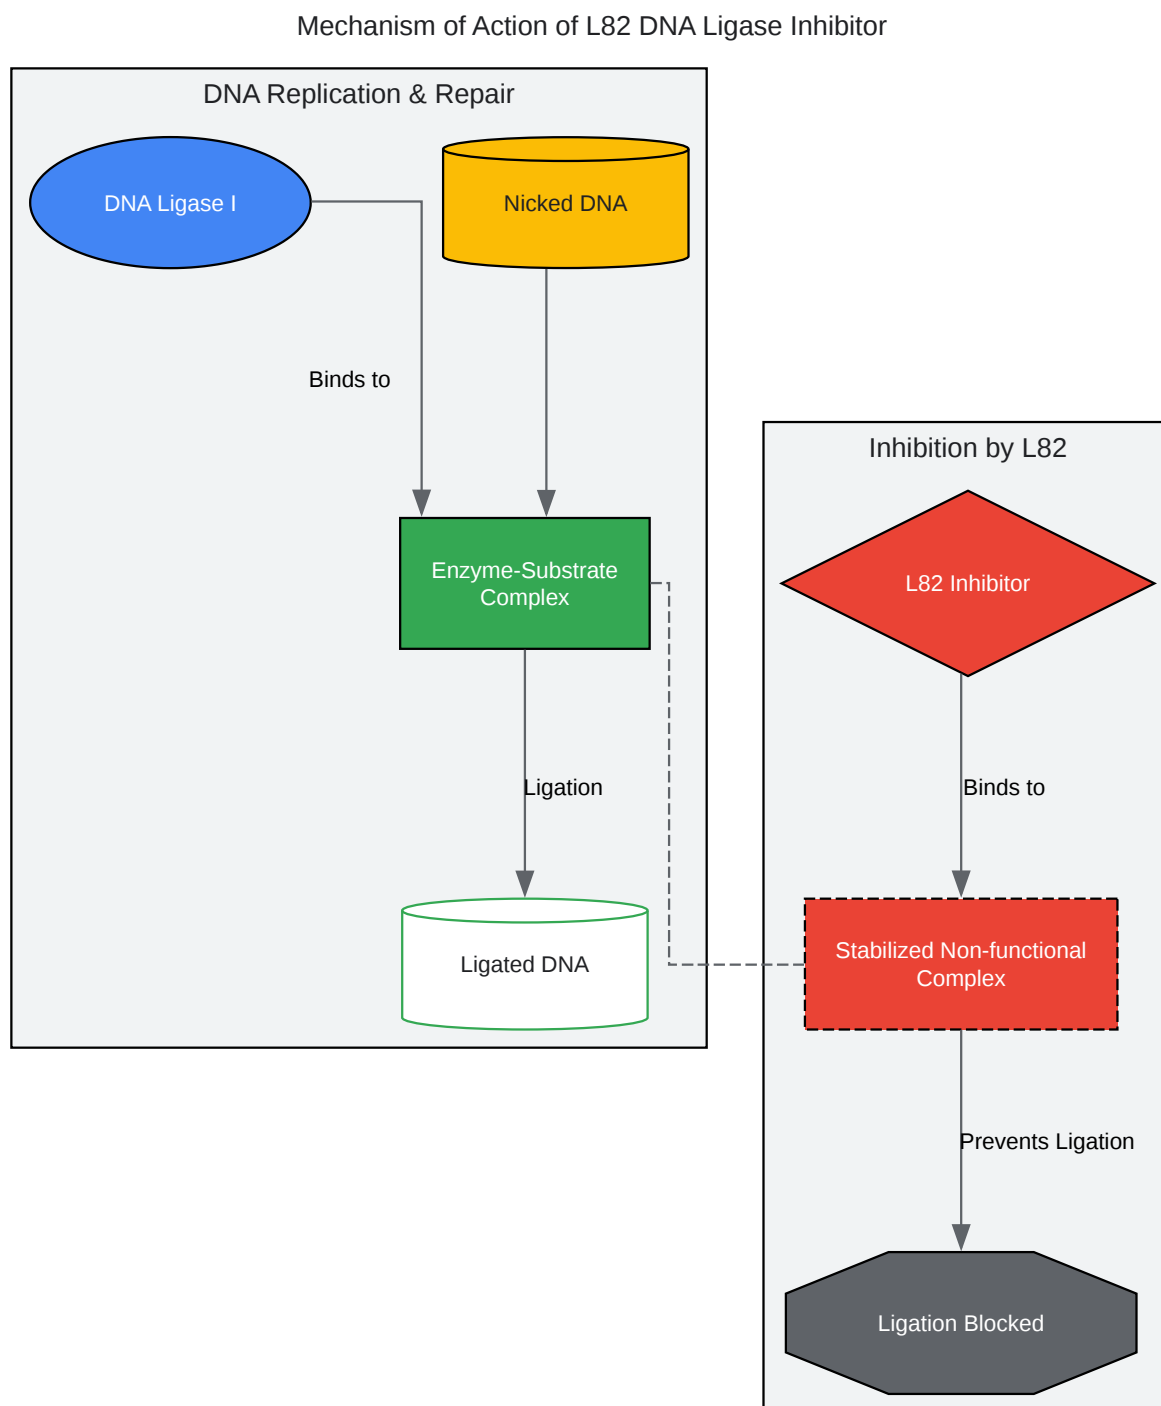 Mechanism of Action of L82 DNA Ligase Inhibitor
DNA Replication & Repair
DNA Ligase I
Nicked DNA
Binds to
Enzyme-Substrate
Complex
Ligation
Ligated DNA
Inhibition by L82
L82 Inhibitor
Binds to
Stabilized Non-functional
Complex
Prevents Ligation
Ligation Blocked